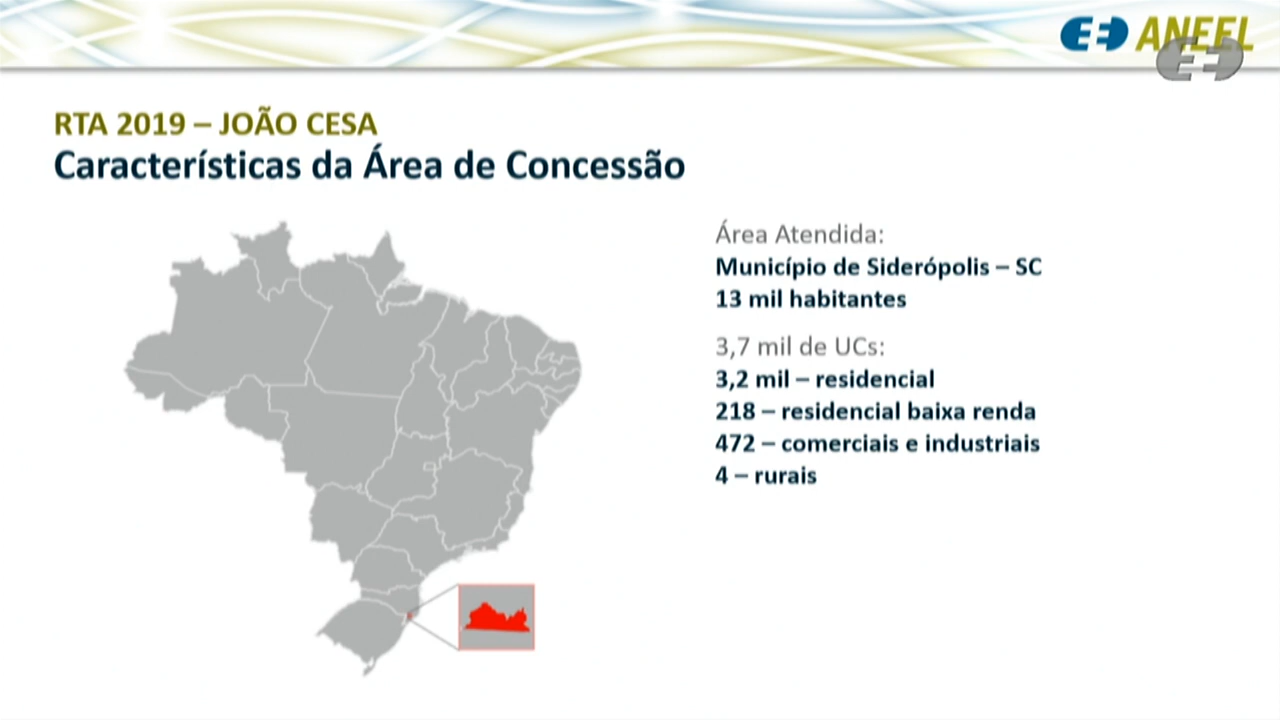 ANEEL
RTA 2019 – JOÃO CESA
Características da Área de Concessão
Área Atendida:
Município de Siderópolis – SC
13 mil habitantes
3,7 mil de UCs:
3,2 mil – residencial
218 – residencial baixa renda
472 – comerciais e industriais
4 – rurais